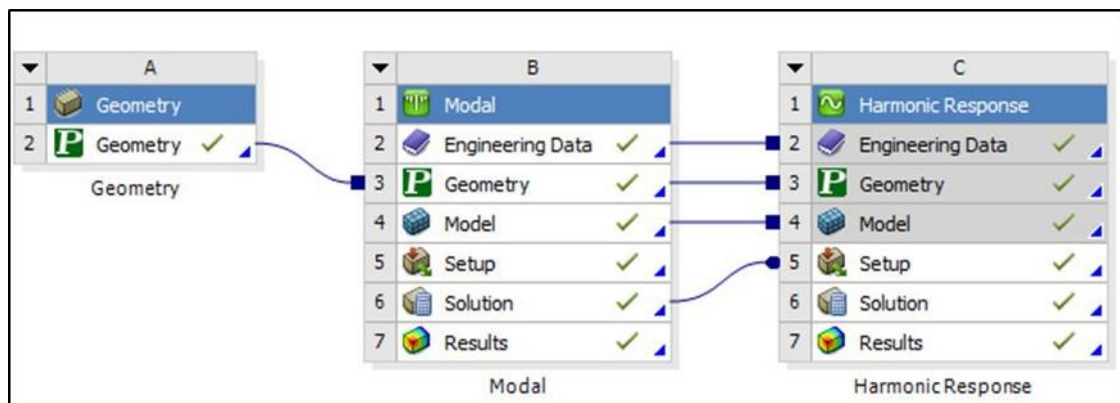 A
1 Geometry
2 P Geometry
Geometry
B
1 Modal
2 Engineering Data
3 P Geometry
4 Model
5 Setup
6 Solution
7 Results
Modal
C
1 Harmonic Response
2 Engineering Data
3 P Geometry
4 Model
5 Setup
6 Solution
7 Results
Harmonic Response